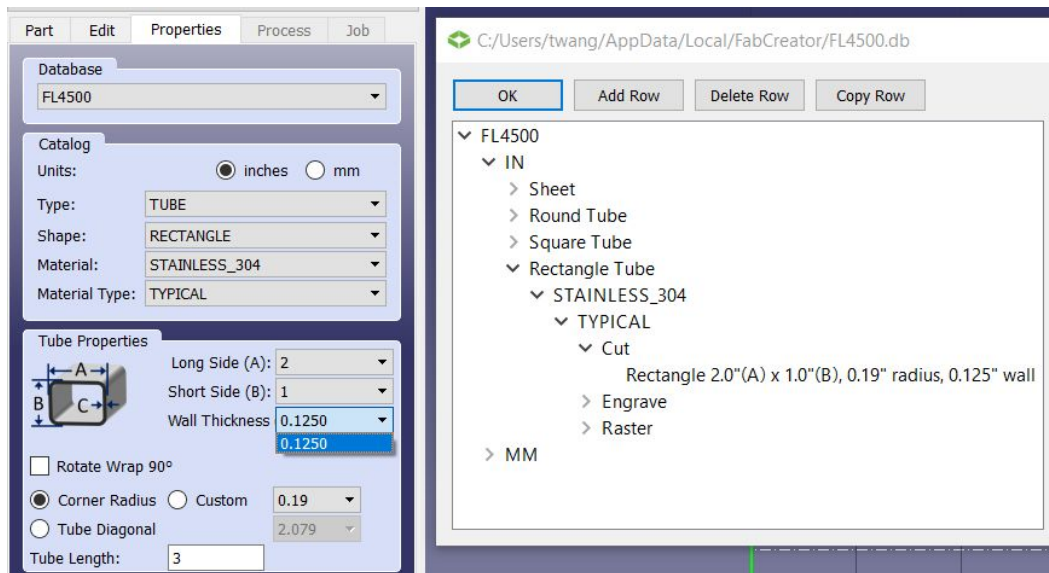 Part Edit Properties Process Job
Database
FL4500
Catalog
Units: inches mm
Type: TUBE
Shape: RECTANGLE
Material: STAINLESS_304
Material Type: TYPICAL
Tube Properties
A
B
C
Long Side (A): 2
Short Side (B): 1
Wall Thickness 0.1250
0.1250
Rotate Wrap 90º
Corner Radius Custom 0.19
Tube Diagonal 2.079
Tube Length: 3
C:/Users/twang/AppData/Local/FabCreator/FL4500.db
OK Add Row Delete Row Copy Row
FL4500
IN
Sheet
Round Tube
Square Tube
Rectangle Tube
STAINLESS_304
TYPICAL
Cut
Rectangle 2.0"(A) x 1.0"(B), 0.19" radius, 0.125" wall
Engrave
Raster
MM